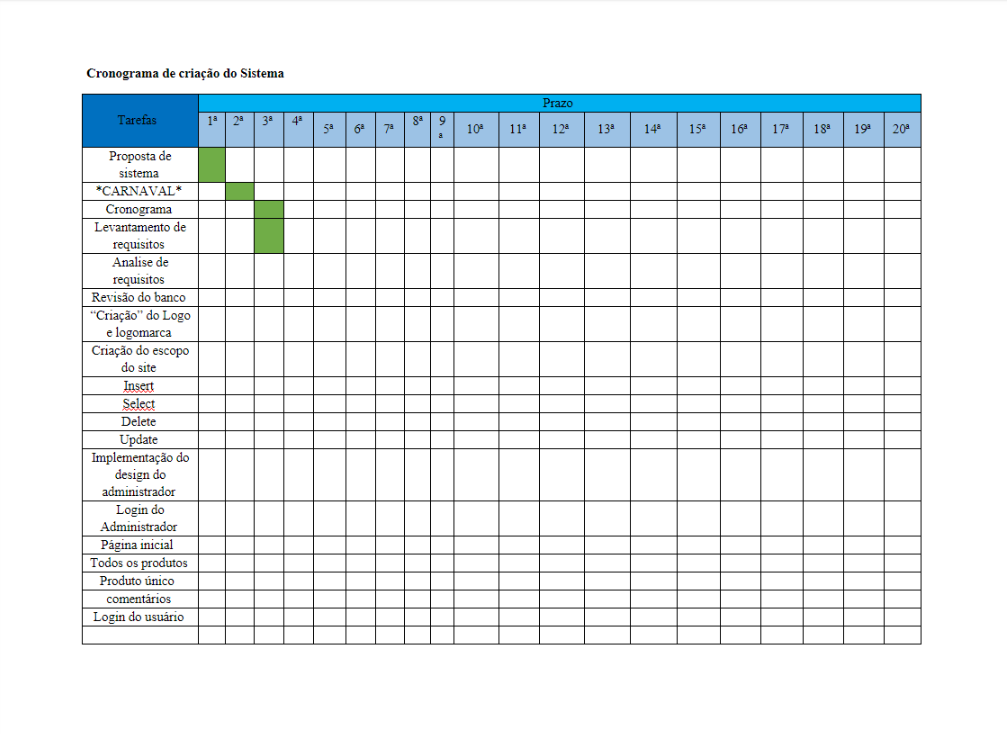 Cronograma de criação do Sistema
Tarefas
Prazo
1ª 2ª 3ª 4ª 5ª 6ª 7ª 8ª 9ª 10ª 11ª 12ª 13ª 14ª 15ª 16ª 17ª 18ª 19ª 20ª
Proposta de
sistema
*CARNAVAL*
Cronograma
Levantamento de
requisitos
Analise de
requisitos
Revisão do banco
“Criação” do Logo
e logomarca
Criação do escopo
do site
Insert
Select
Delete
Update
Implementação do
design do
administrador
Login do
Administrador
Página inicial
Todos os produtos
Produto único
comentários
Login do usuário